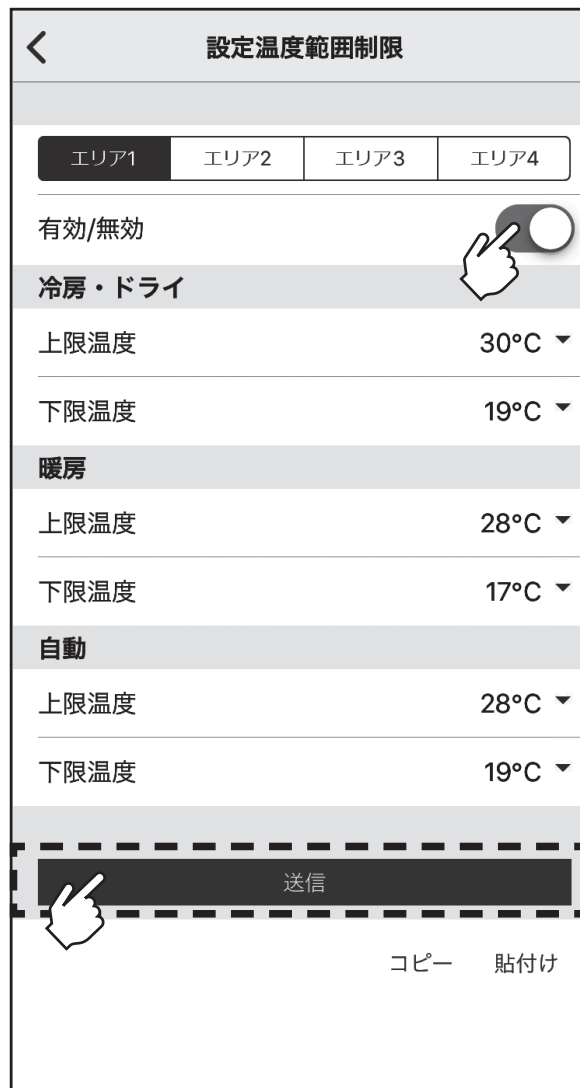 設定温度範囲制限
エリア1 エリア2 エリア3 エリア4
有効/無効
冷房・ドライ
上限温度 30°C
下限温度 19°C
暖房
上限温度 28°C
下限温度 17°C
自動
上限温度 28°C
下限温度 19°C
送信
コピー 貼付け